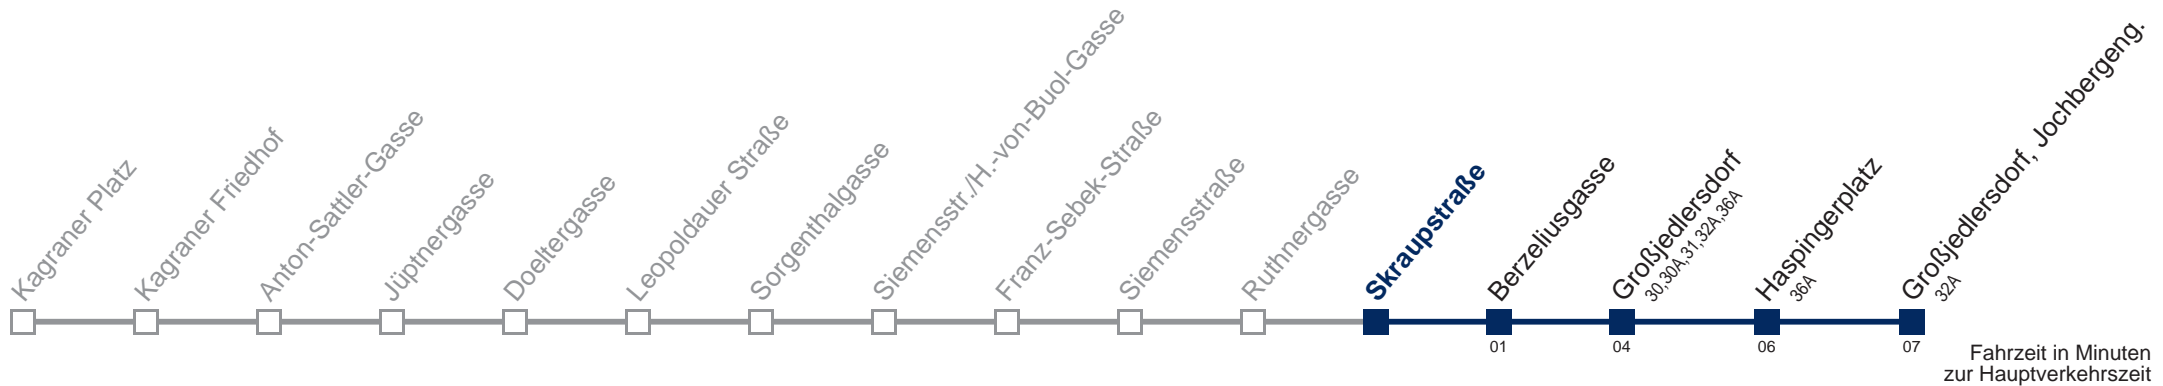 Kagraner Platz
Kagraner Friedhof
Anton-Sattler-Gasse
Jüptnergasse
Doeltergasse
Leopoldauer Straße
Sorgenthalgasse
Siemensstr./H.-von-Buol-Gasse
Franz-Sebek-Straße
Siemensstraße
Ruthnergasse
Skraupstraße
Berzeliusgasse
Großjedlersdorf
30,30A,31,32A,36A
Haspingerplatz
36A
Großjedlersdorf, Jochbergeng.
32A
01
04
06
07
Fahrzeit in Minuten
zur Hauptverkehrszeit